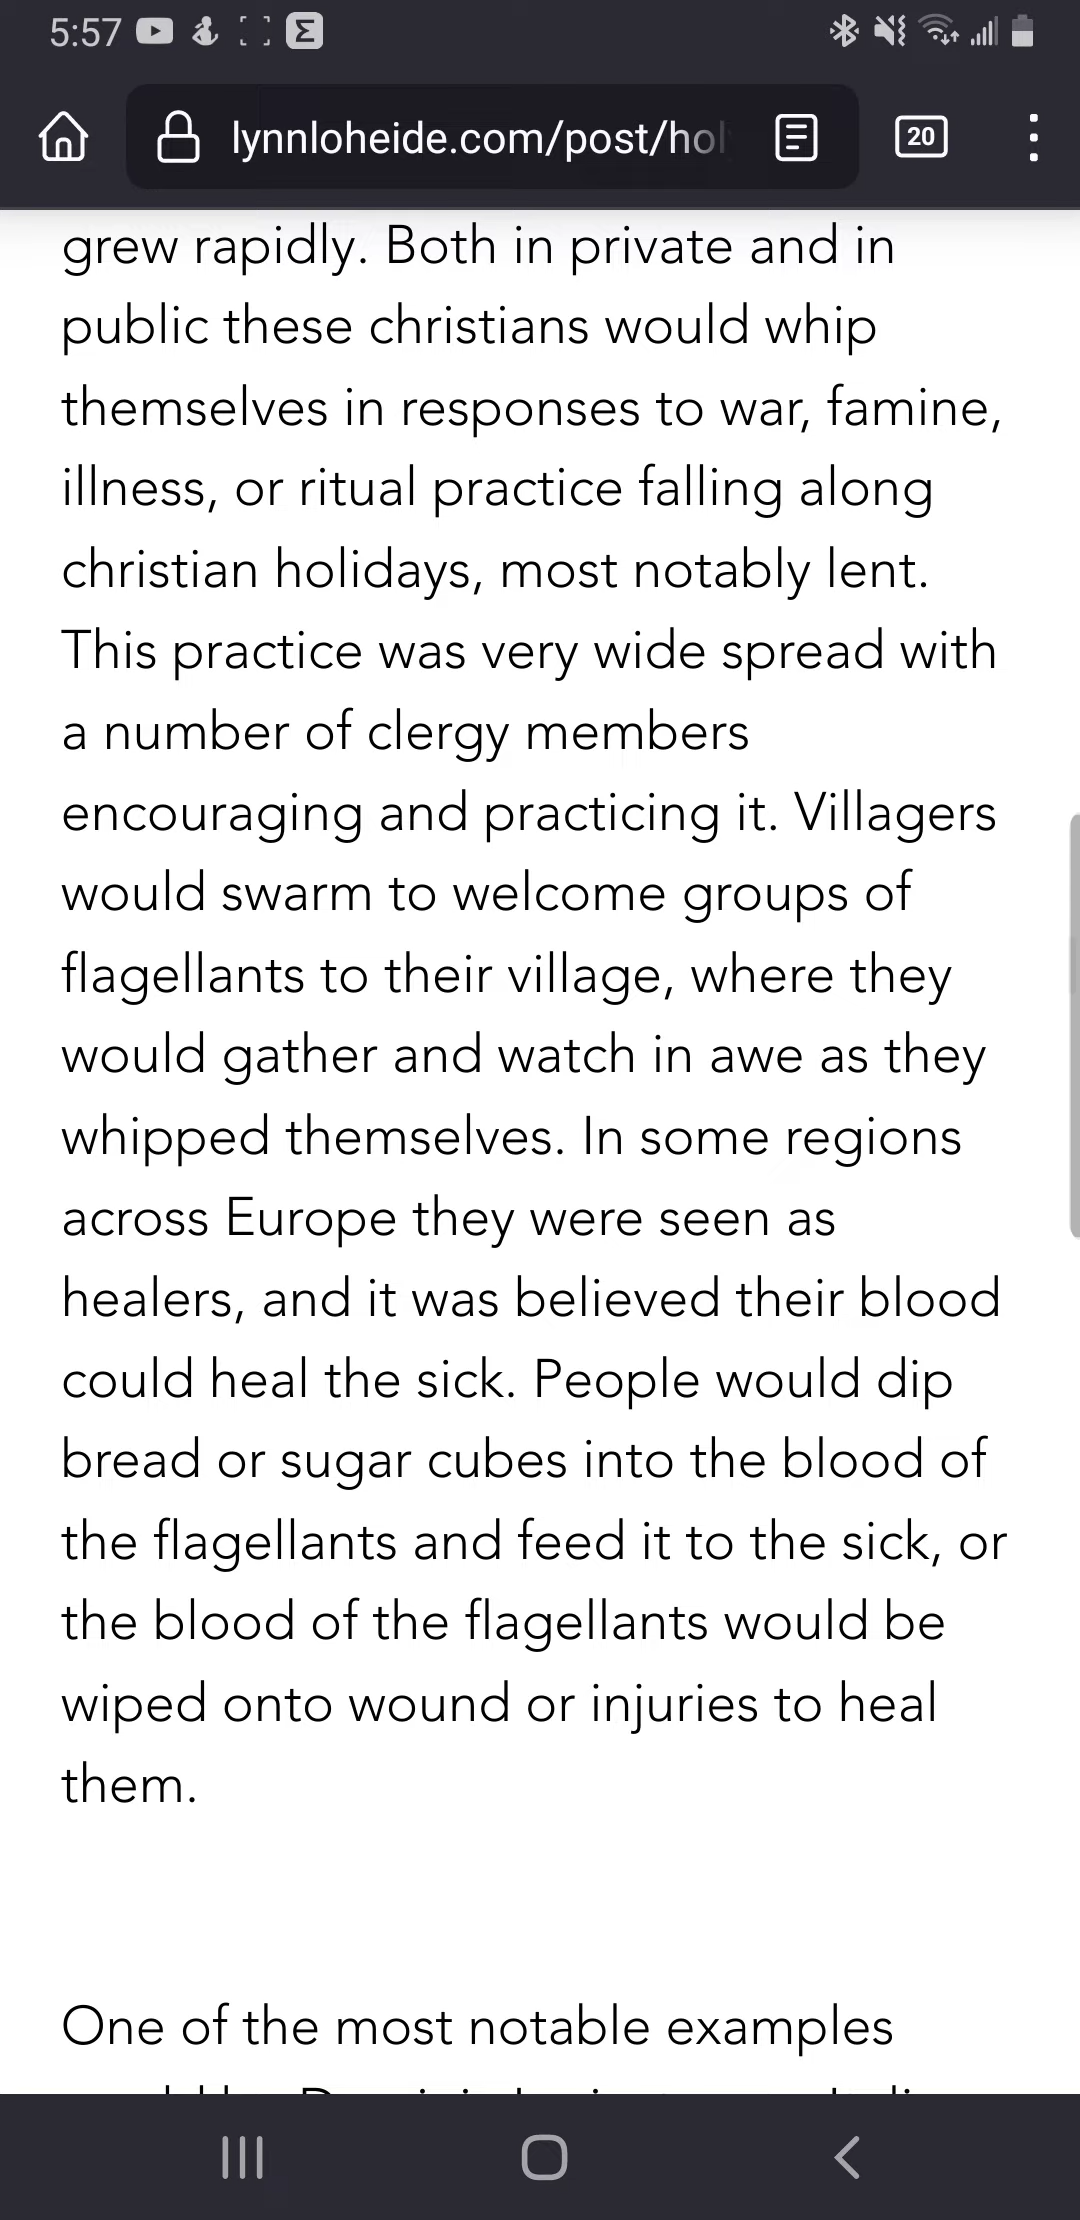 5:57
lynnloheide.com/post/hol
20
grew rapidly. Both in private and in
public these christians would whip
themselves in responses to war, famine,
illness, or ritual practice falling along
christian holidays, most notably lent.
This practice was very wide spread with
a number of clergy members
encouraging and practicing it. Villagers
would swarm to welcome groups of
flagellants to their village, where they
would gather and watch in awe as they
whipped themselves. In some regions
across Europe they were seen as
healers, and it was believed their blood
could heal the sick. People would dip
bread or sugar cubes into the blood of
the flagellants and feed it to the sick, or
the blood of the flagellants would be
wiped onto wound or injuries to heal
them.
One of the most notable examples